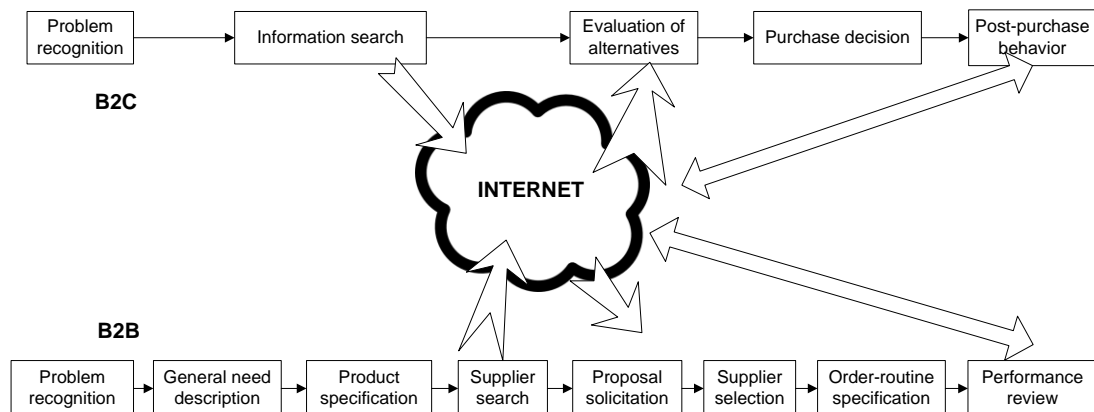 Problem
recognition
Information search
Evaluation of
alternatives
Purchase decision
Post-purchase
behavior
B2C
INTERNET
B2B
Problem
recognition
General need
description
Product
specification
Supplier
search
Proposal
solicitation
Supplier
selection
Order-routine
specification
Performance
review